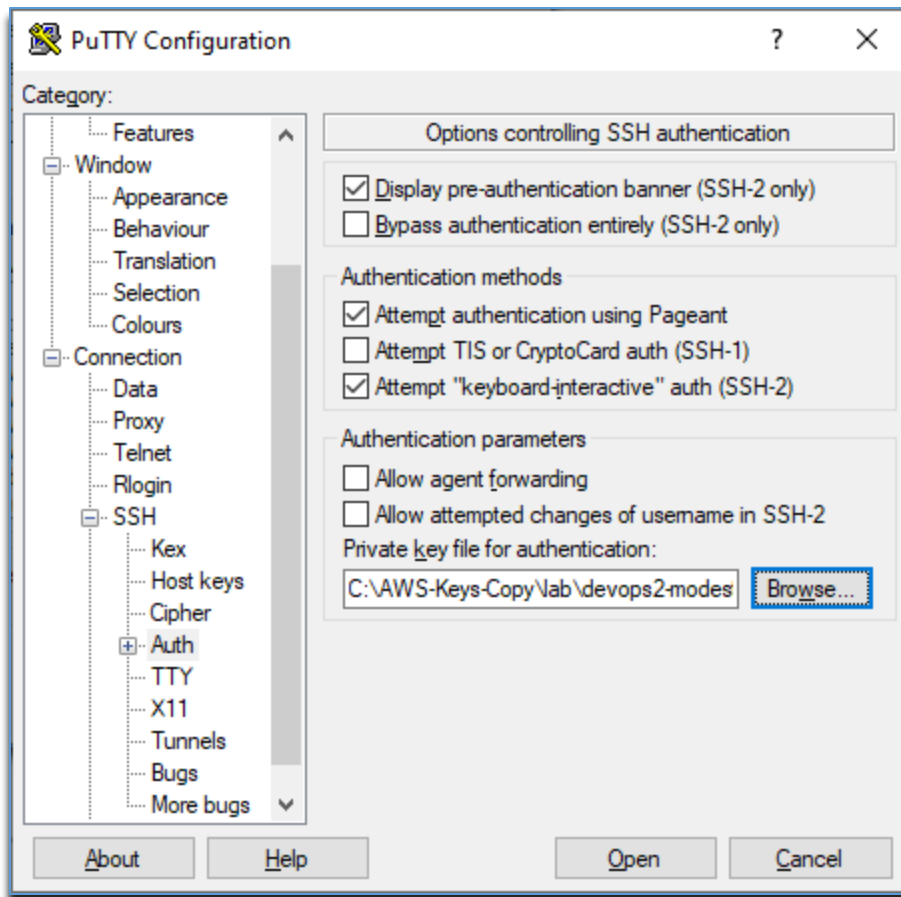 PuTTY Configuration
?
Category:
Features
Window
Appearance
Behaviour
Translation
Selection
Colours
Connection
Data
Proxy
Telnet
Rlogin
SSH
Kex
Host keys
Cipher
Auth
TTY
X11
Tunnels
Bugs
More bugs
Options controlling SSH authentication
Display pre-authentication banner (SSH-2 only)
Bypass authentication entirely (SSH-2 only)
Authentication methods
Attempt authentication using Pageant
Attempt TIS or CryptoCard auth (SSH-1)
Attempt "keyboard-interactive" auth (SSH-2)
Authentication parameters
Allow agent forwarding
Allow attempted changes of username in SSH-2
Private key file for authentication:
C:\AWS-Keys-Copy\lab\devops2-modes
Browse...
About
Help
Open
Cancel